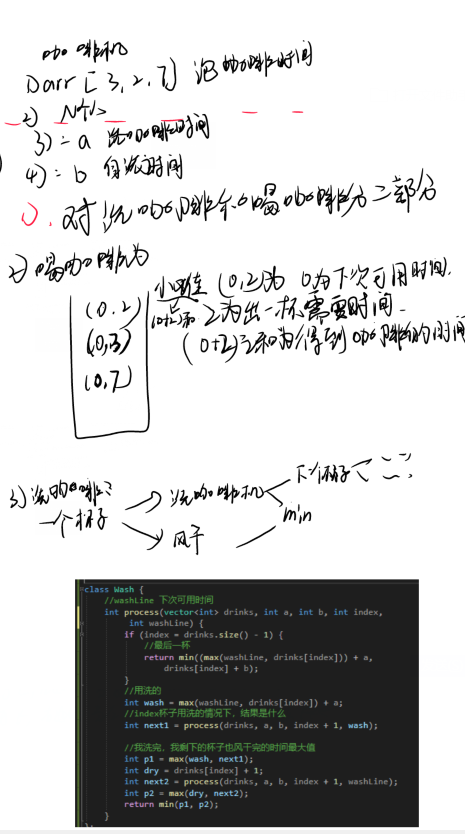 咖啡机
1) arr [3, 2, 7] 泡咖啡时间
2) N个人
3) = a 洗咖啡时间
4) = b 自然时间
1). 对洗咖啡和喝咖啡分二部分
2) 喝咖啡为
小根堆 (0,2)为 0为下次可用时间.
(0,2) (0+2)和 2为出一杯需要时间.
(0,3) (0+2)之和为得到咖啡的时间
(0,7)
3) 洗咖啡: 洗咖啡机 下个杯子
一个杯子 min
风干
class Wash {
//washLine 下次可用时间
int process(vector<int> drinks, int a, int b, int index,
int washLine) {
if (index = drinks.size() - 1) {
//最后一杯
return min((max(washLine, drinks[index])) + a,
drinks[index] + b);
}
//用洗的
int wash = max(washLine, drinks[index]) + a;
//index杯子用洗的情况下，结果是什么
int next1 = process(drinks, a, b, index + 1, wash);
//我洗完，我剩下的杯子也风干完的时间最大值
int p1 = max(wash, next1);
int dry = drinks[index] + 1;
int next2 = process(drinks, a, b, index + 1, washLine);
int p2 = max(dry, next2);
return min(p1, p2);
}
};